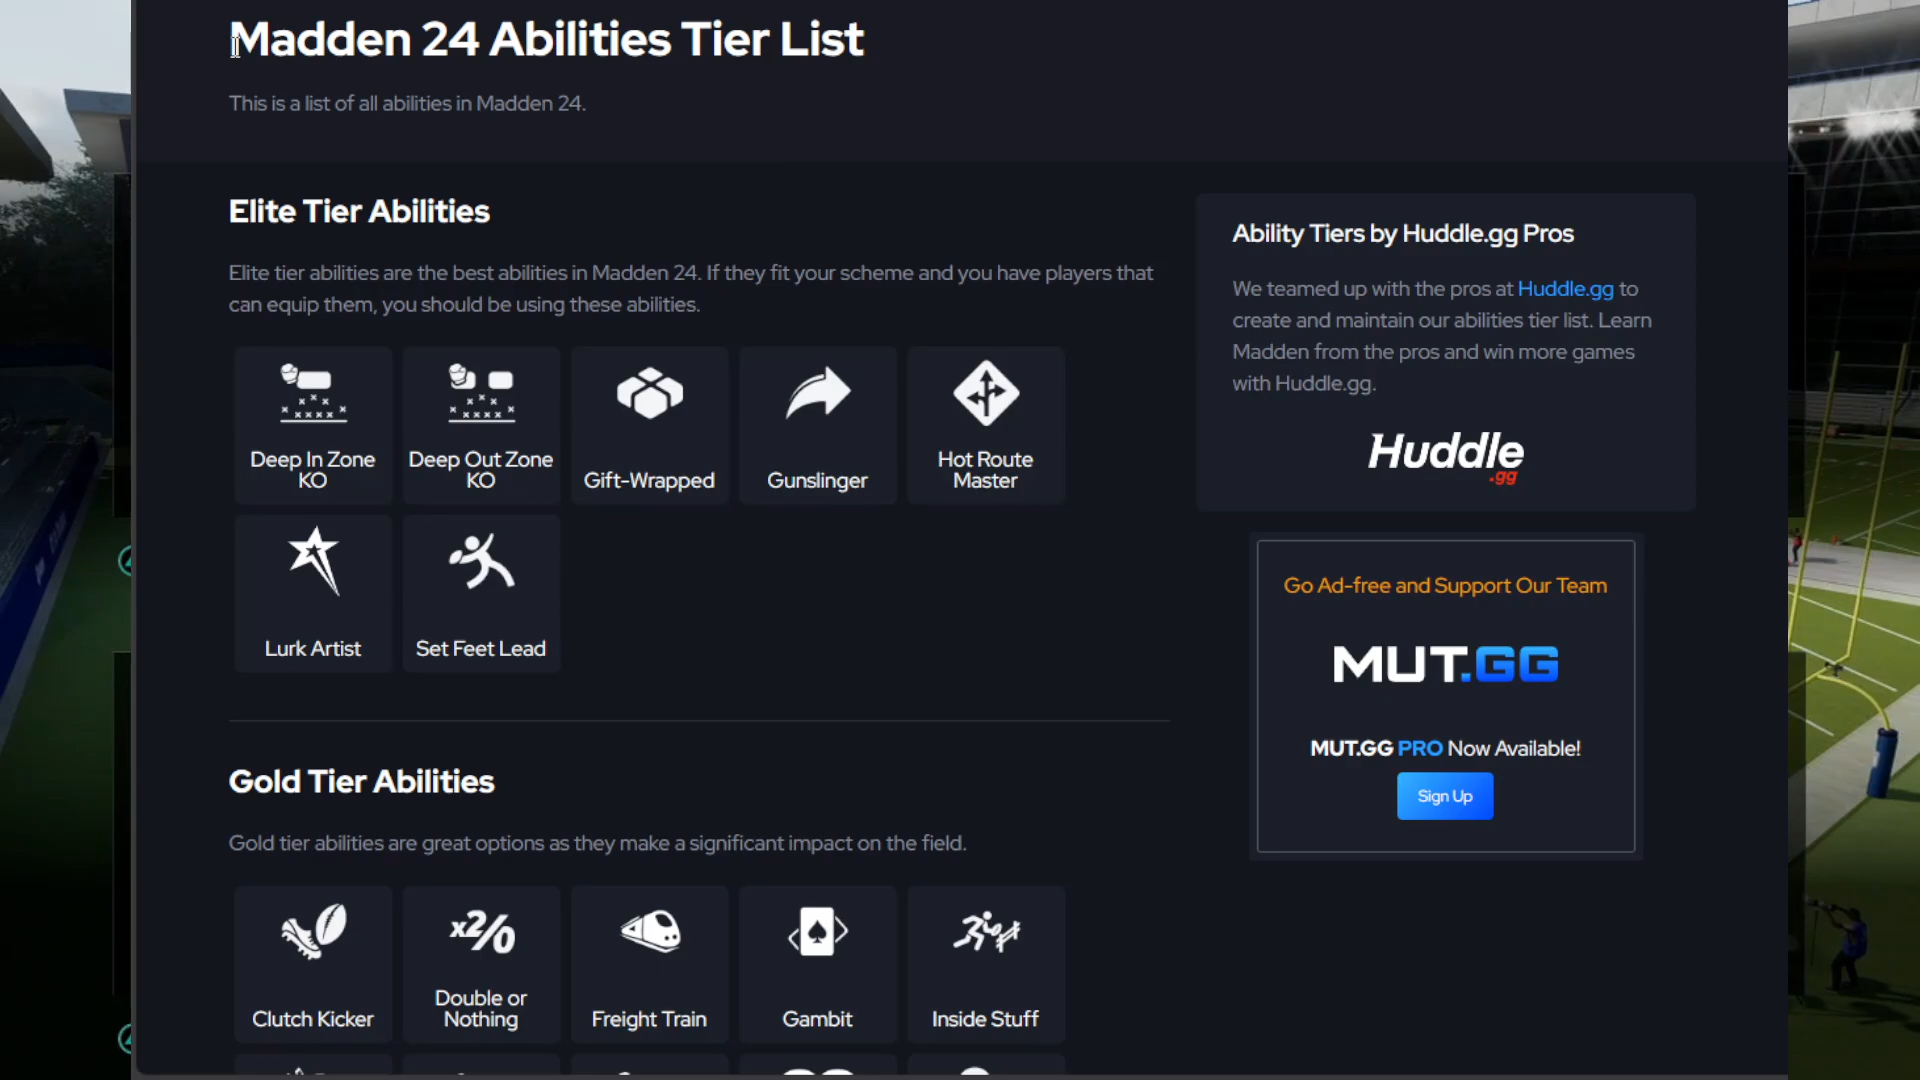 Madden 24 Abilities Tier List
This is a list of all abilities in Madden 24.
Elite Tier Abilities
Elite tier abilities are the best abilities in Madden 24. If they fit your scheme and you have players that
can equip them, you should be using these abilities.
Deep In Zone
KO
Deep Out Zone
KO
Gift-Wrapped
Gunslinger
Hot Route
Master
Lurk Artist
Set Feet Lead
Gold Tier Abilities
Gold tier abilities are great options as they make a significant impact on the field.
Clutch Kicker
x2/0
Double or
Nothing
Freight Train
Gambit
Inside Stuff
Ability Tiers by Huddle.gg Pros
We teamed up with the pros at Huddle.gg to
create and maintain our abilities tier list. Learn
Madden from the pros and win more games
with Huddle.gg.
Huddle
.gg
Go Ad-free and Support Our Team
MUT.GG
MUT.GG PRO Now Available!
Sign Up